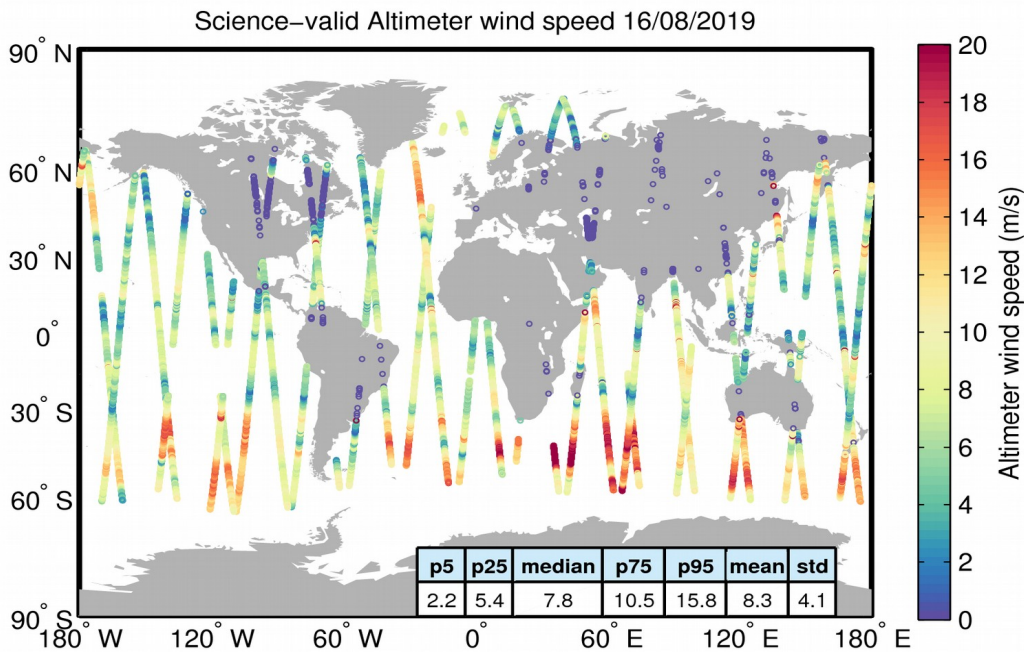 Science−valid Altimeter wind speed 16/08/2019
90° N
60° N
30° N
0°
30° S
60° S
90° S
180° W
120° W
60° W
0°
60° E
120° E
180° E
p5 p25 median p75 p95 mean std
2.2 5.4 7.8 10.5 15.8 8.3 4.1
20
18
16
14
12
10
8
6
4
2
0
Altimeter wind speed (m/s)